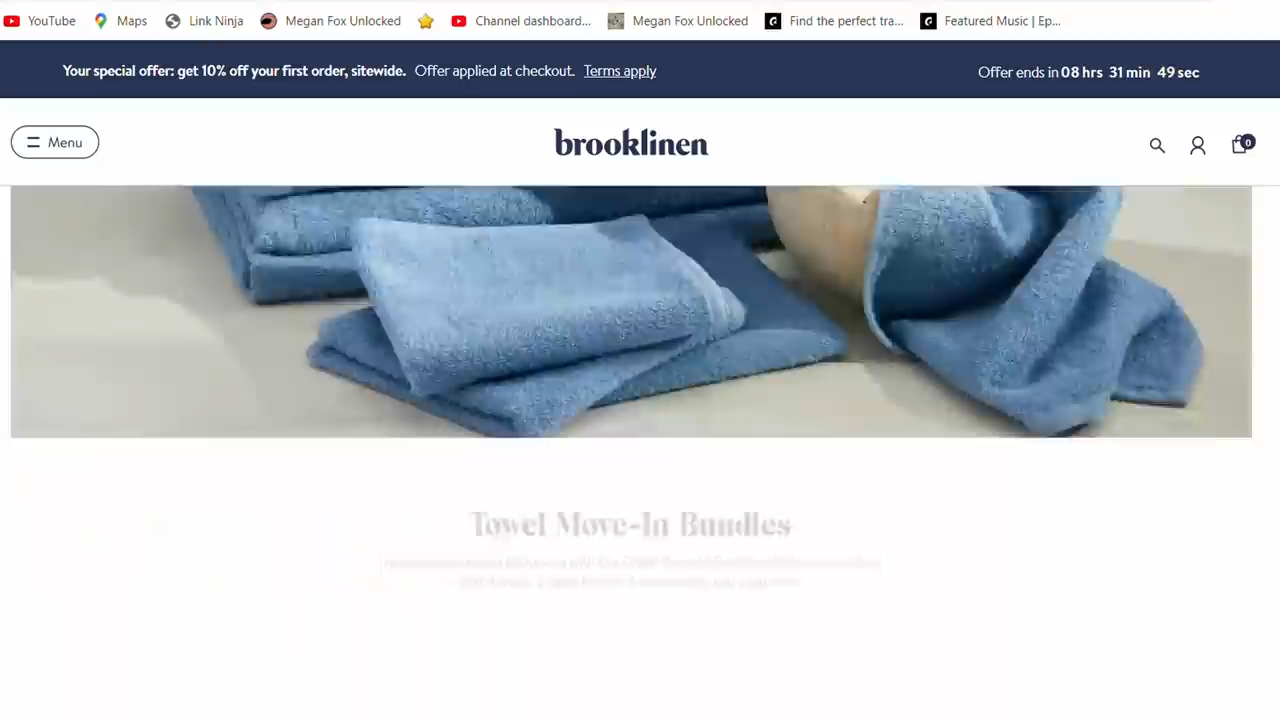 YouTube Maps Link Ninja Megan Fox Unlocked Channel dashboard... Megan Fox Unlocked Find the perfect tra... Featured Music | Ep...
Your special offer: get 10% off your first order, sitewide. Offer applied at checkout. Terms apply Offer ends in 08 hrs 31 min 49 sec
Menu brooklinen 0
Towel Move-In Bundles